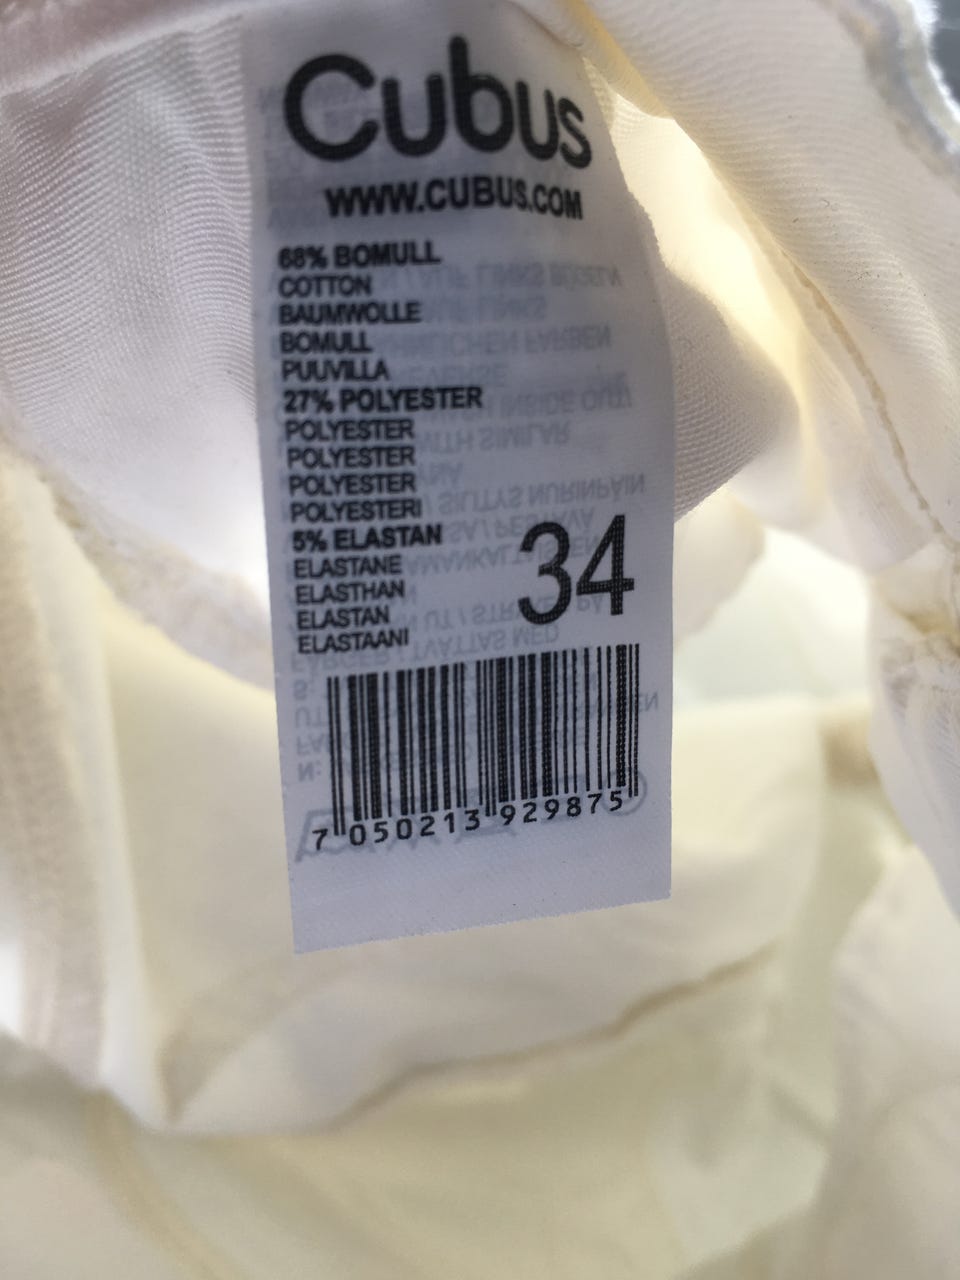 Cubus
WWW.CUBUS.COM
68% BOMULL
COTTON
BAUMWOLLE
BOMULL
PUUVILLA
27% POLYESTER
POLYESTER
POLYESTER
POLYESTER
POLYESTERI
5% ELASTAN
ELASTANE
ELASTHAN
ELASTAN
ELASTAANI
34
7 050213 929875